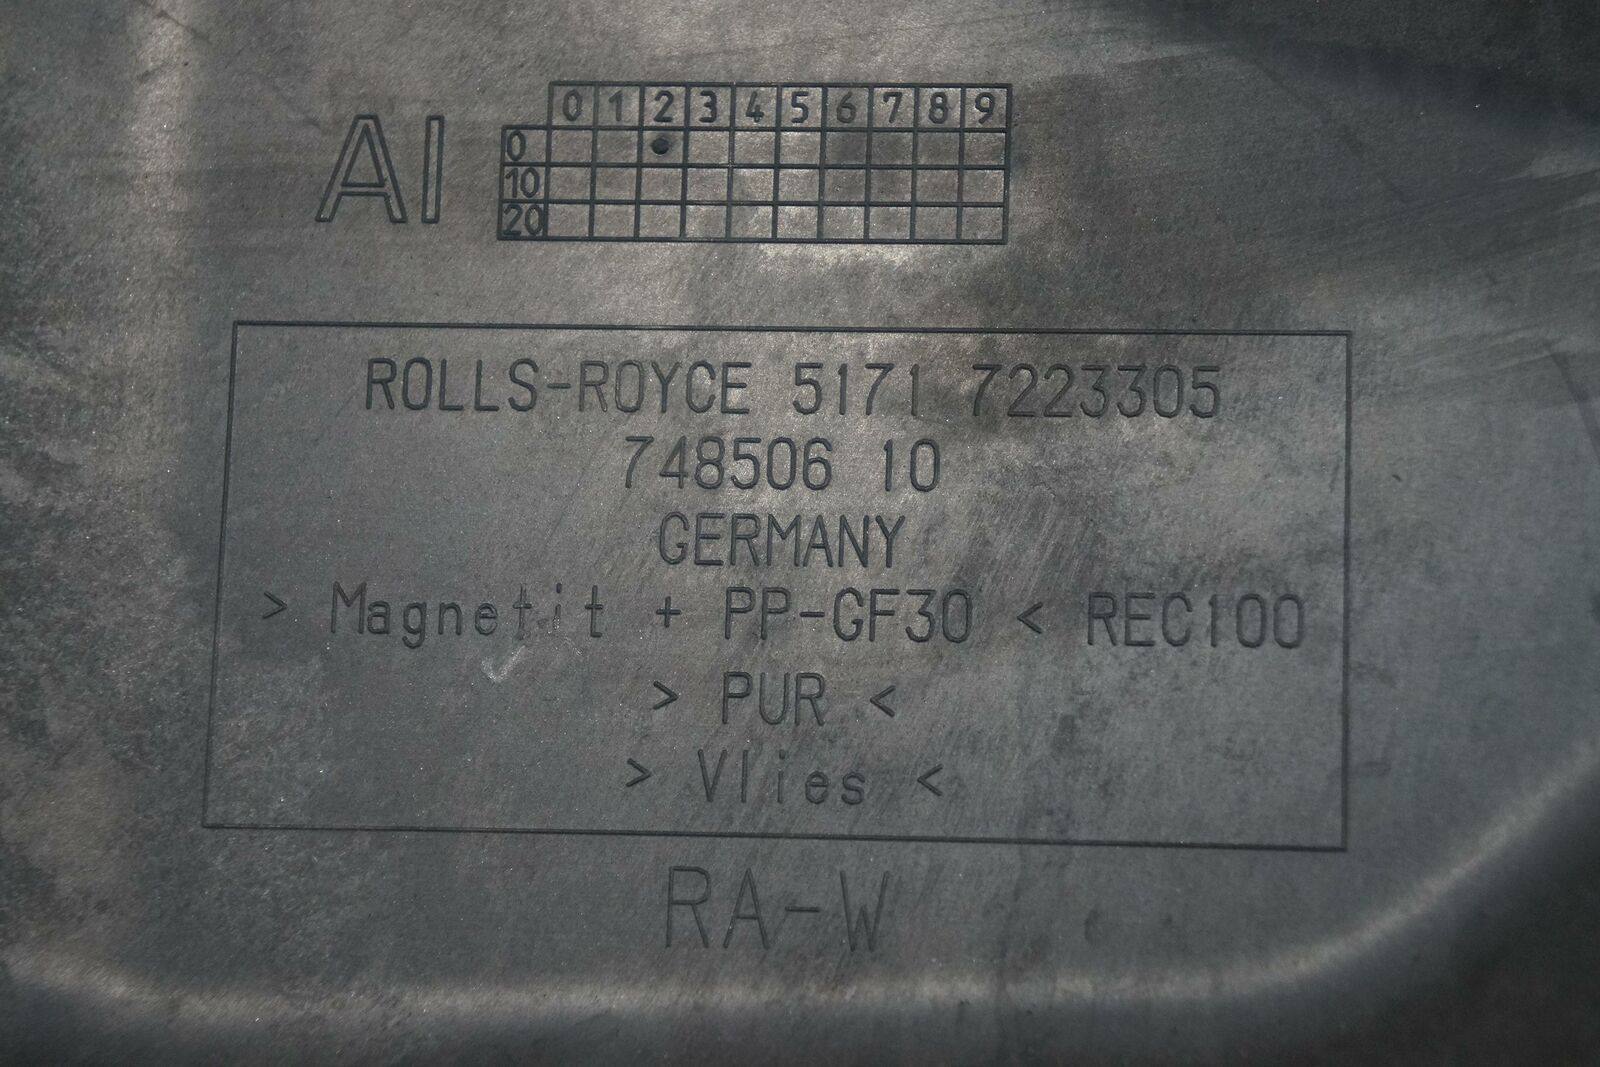 AI
0 1 2 3 4 5 6 7 8 9
0
10
20
ROLLS-ROYCE 5171 7223305
748506 10
GERMANY
> Magnetit + PP-GF30 < REC100
> PUR <
> Vlies <
RA-W